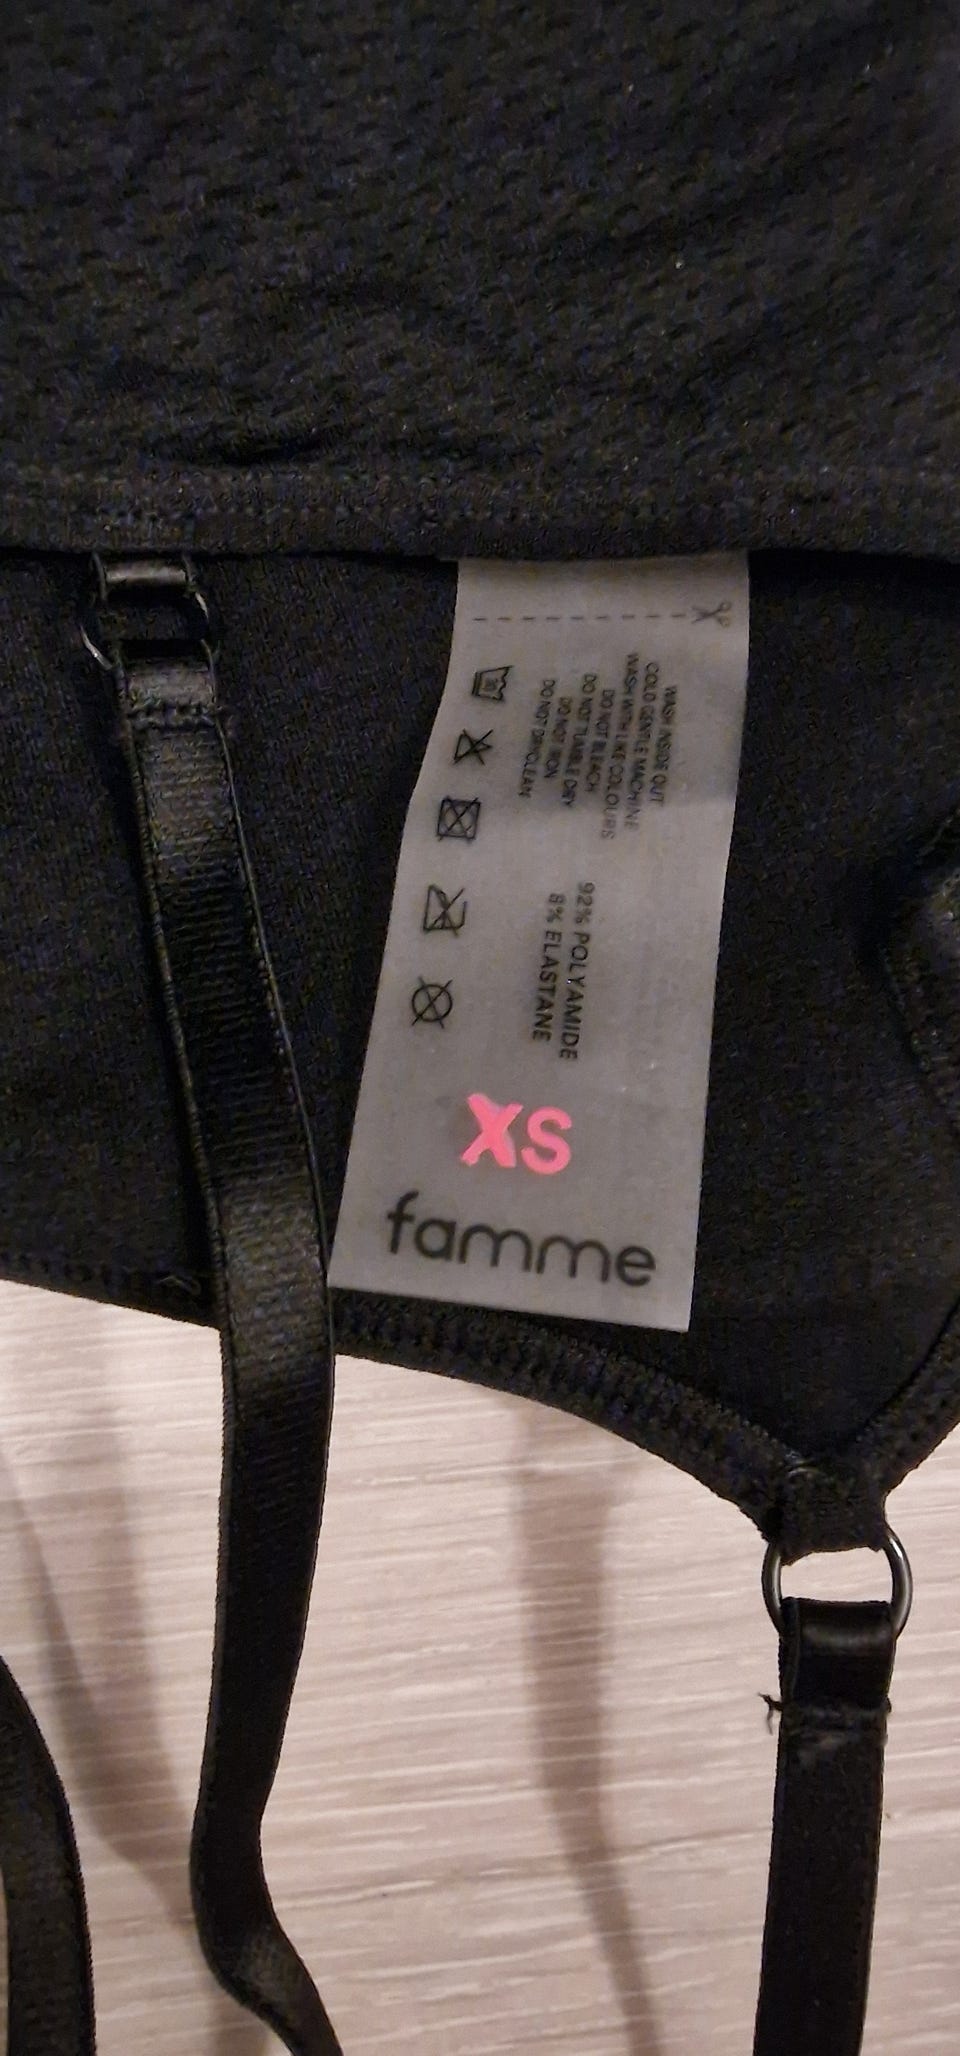 WASH INSIDE OUT
COLD GENTLE MACHINE
WASH WITH LIKE COLOURS
DO NOT BLEACH
DO NOT TUMBLE DRY
DO NOT IRON
DO NOT DRYCLEAN
30
92% POLYAMIDE
8% ELASTANE
XS
famme